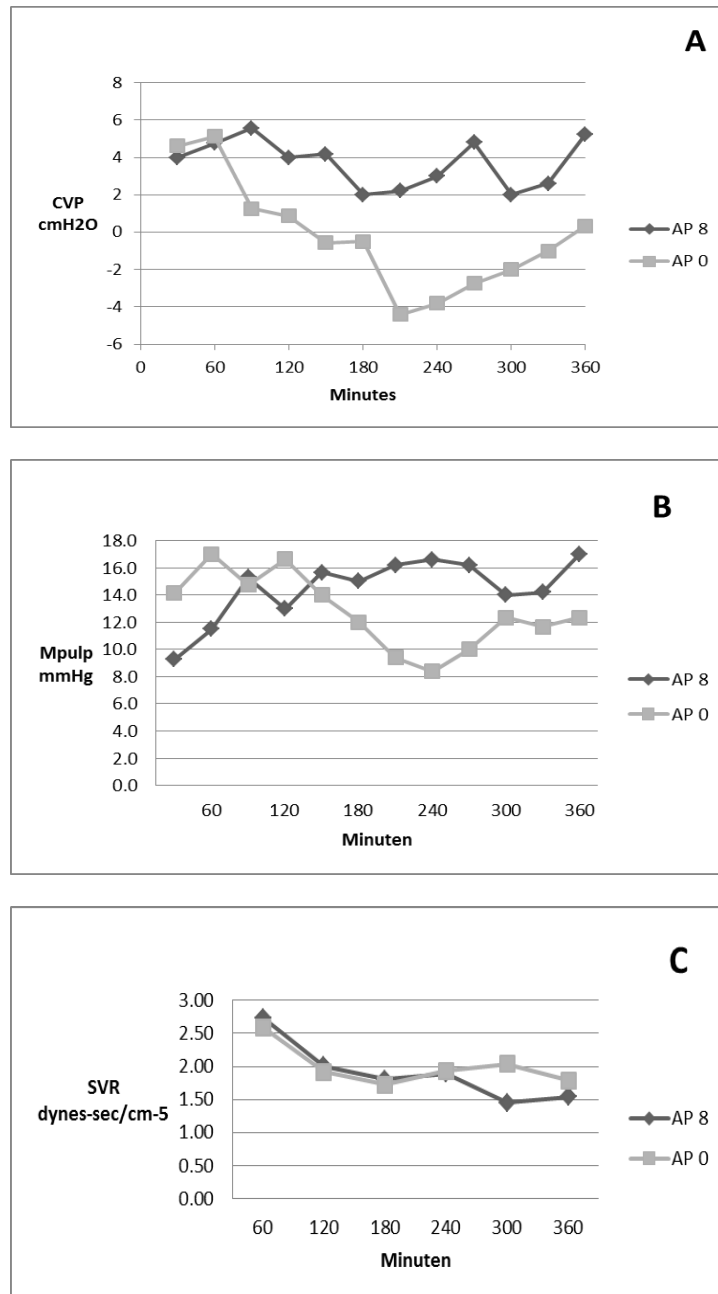 A
8
6
4
2
0
-2
-4
-6
CVP
cmH2O
0 60 120 180 240 300 360
Minutes
AP 8
AP 0
B
18.0
16.0
14.0
12.0
10.0
8.0
6.0
4.0
2.0
0.0
Mpulp
mmHg
60 120 180 240 300 360
Minuten
AP 8
AP 0
C
3.00
2.50
2.00
1.50
1.00
0.50
0.00
SVR
dynes-sec/cm-5
60 120 180 240 300 360
Minuten
AP 8
AP 0